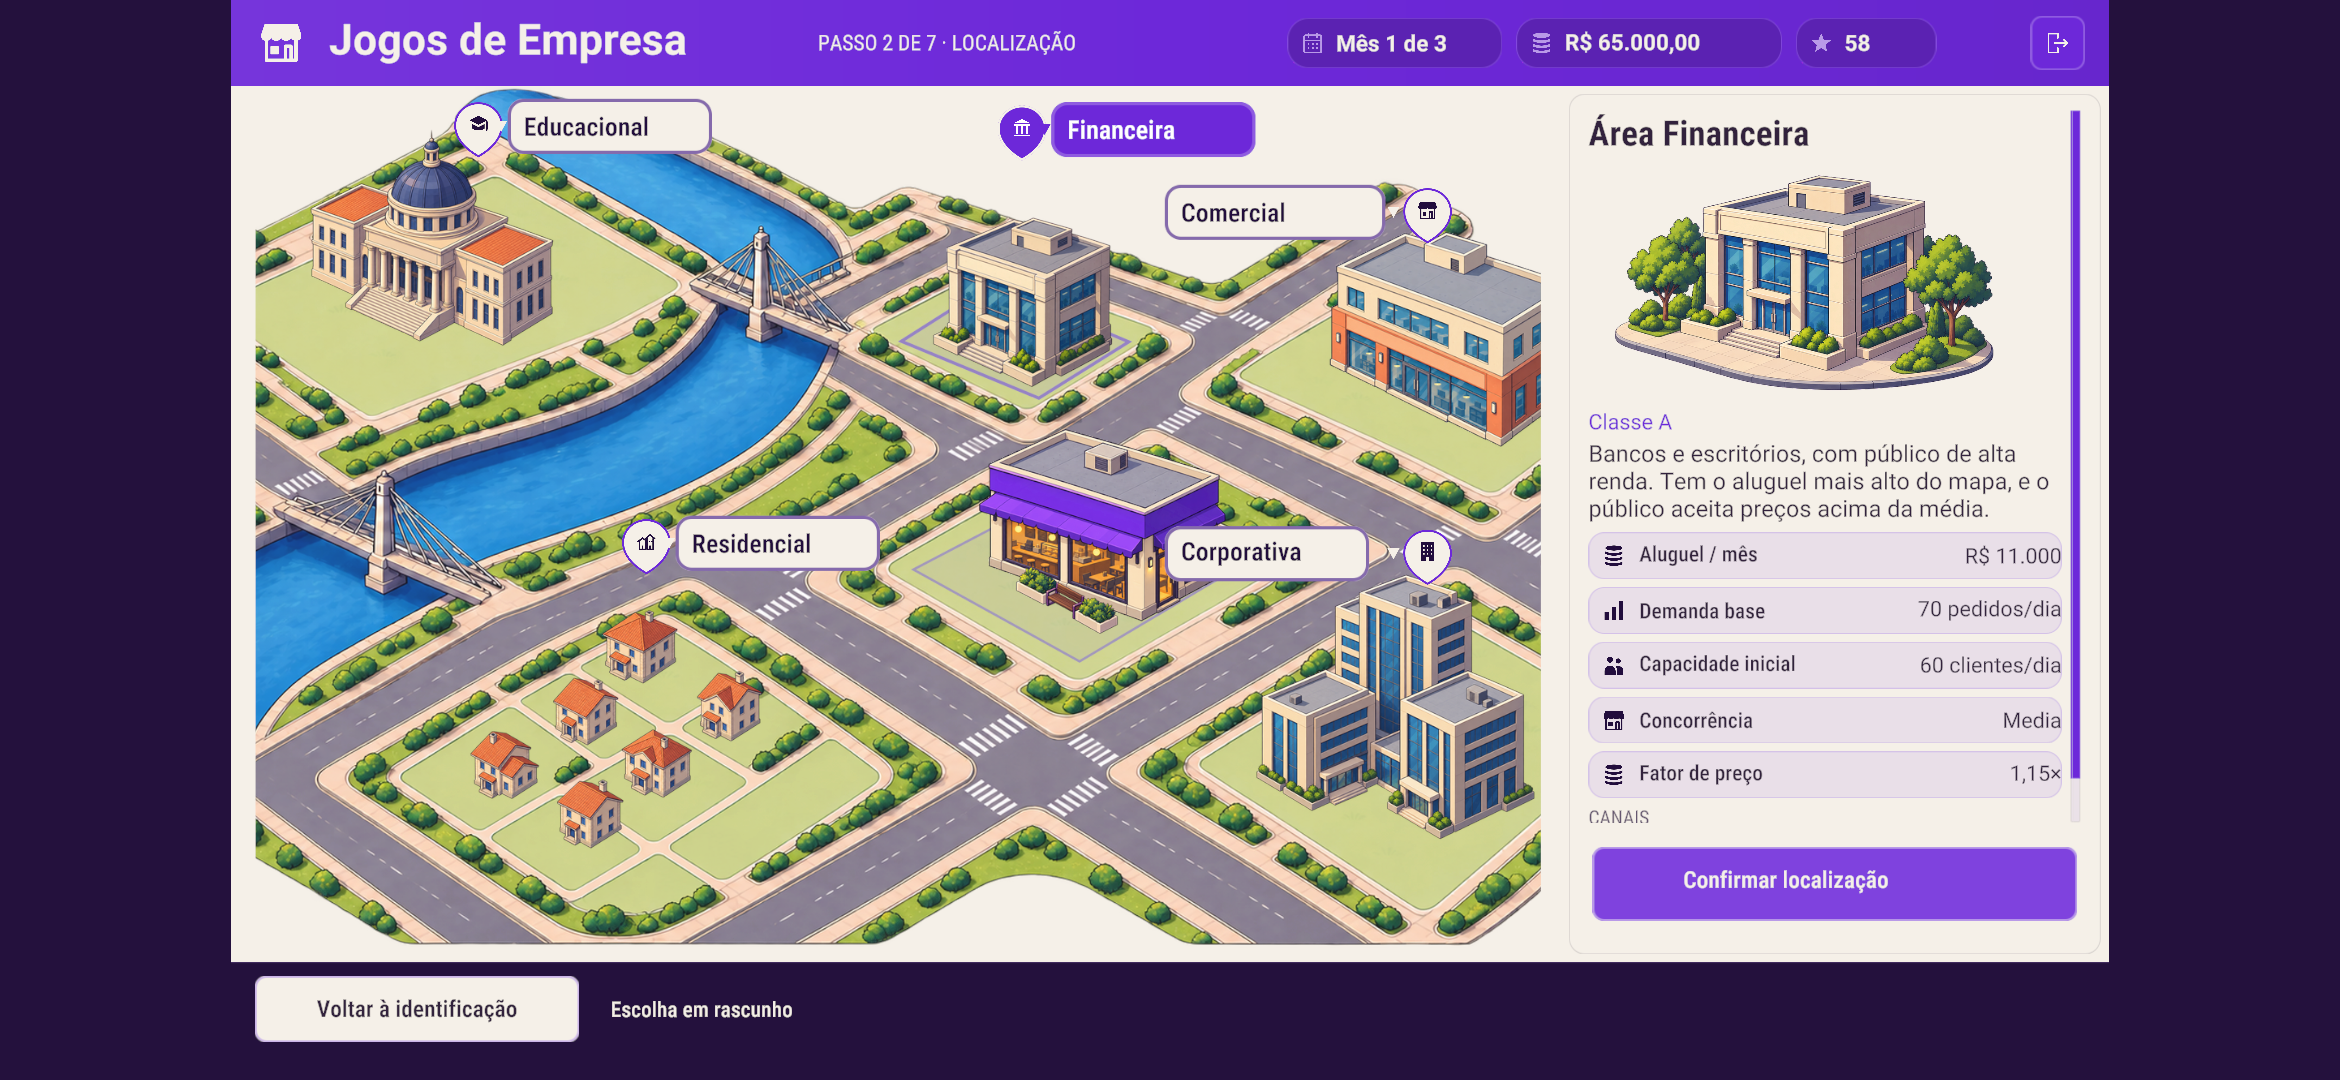 Jogos de Empresa
PASSO 2 DE 7 · LOCALIZAÇÃO
Mês 1 de 3
R$ 65.000,00
58
Educacional
Financeira
Comercial
Residencial
Corporativa
Área Financeira
Classe A
Bancos e escritórios, com público de alta
renda. Tem o aluguel mais alto do mapa, e o
público aceita preços acima da média.
Aluguel / mês
R$ 11.000
Demanda base
70 pedidos/dia
Capacidade inicial
60 clientes/dia
Concorrência
Media
Fator de preço
1,15×
CANAIS
Confirmar localização
Voltar à identificação
Escolha em rascunho